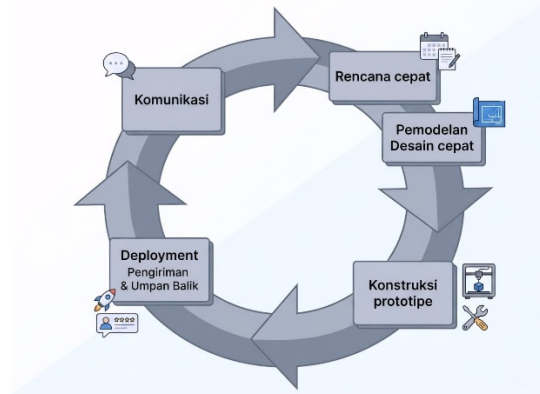 Komunikasi
Rencana cepat
Pemodelan
Desain cepat
Konstruksi
prototipe
Deployment
Pengiriman
& Umpan Balik